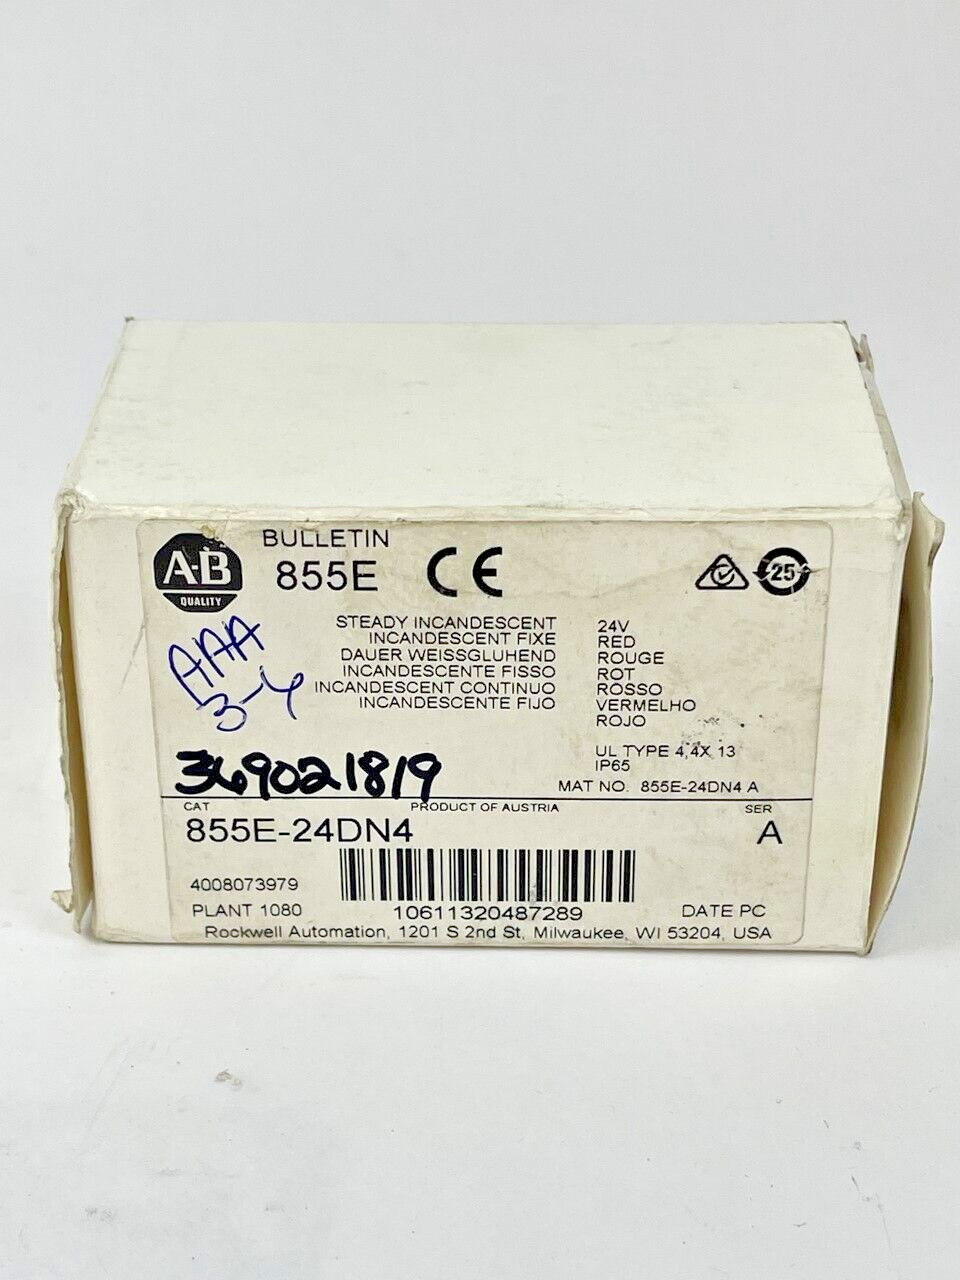 A-B
QUALITY
BULLETIN
855E CE 25
STEADY INCANDESCENT 24V
INCANDESCENT FIXE RED
DAUER WEISSGLUHEND ROUGE
INCANDESCENTE FISSO ROT
INCANDESCENT CONTINUO ROSSO
INCANDESCENTE FIJO VERMELHO
ROJO
AAA
3-4
UL TYPE 4,4X, 13
IP65
369021819
MAT NO. 855E-24DN4 A
CAT PRODUCT OF AUSTRIA SER
855E-24DN4 A
4008073979
PLANT 1080 10611320487289 DATE PC
Rockwell Automation, 1201 S 2nd St, Milwaukee, WI 53204, USA